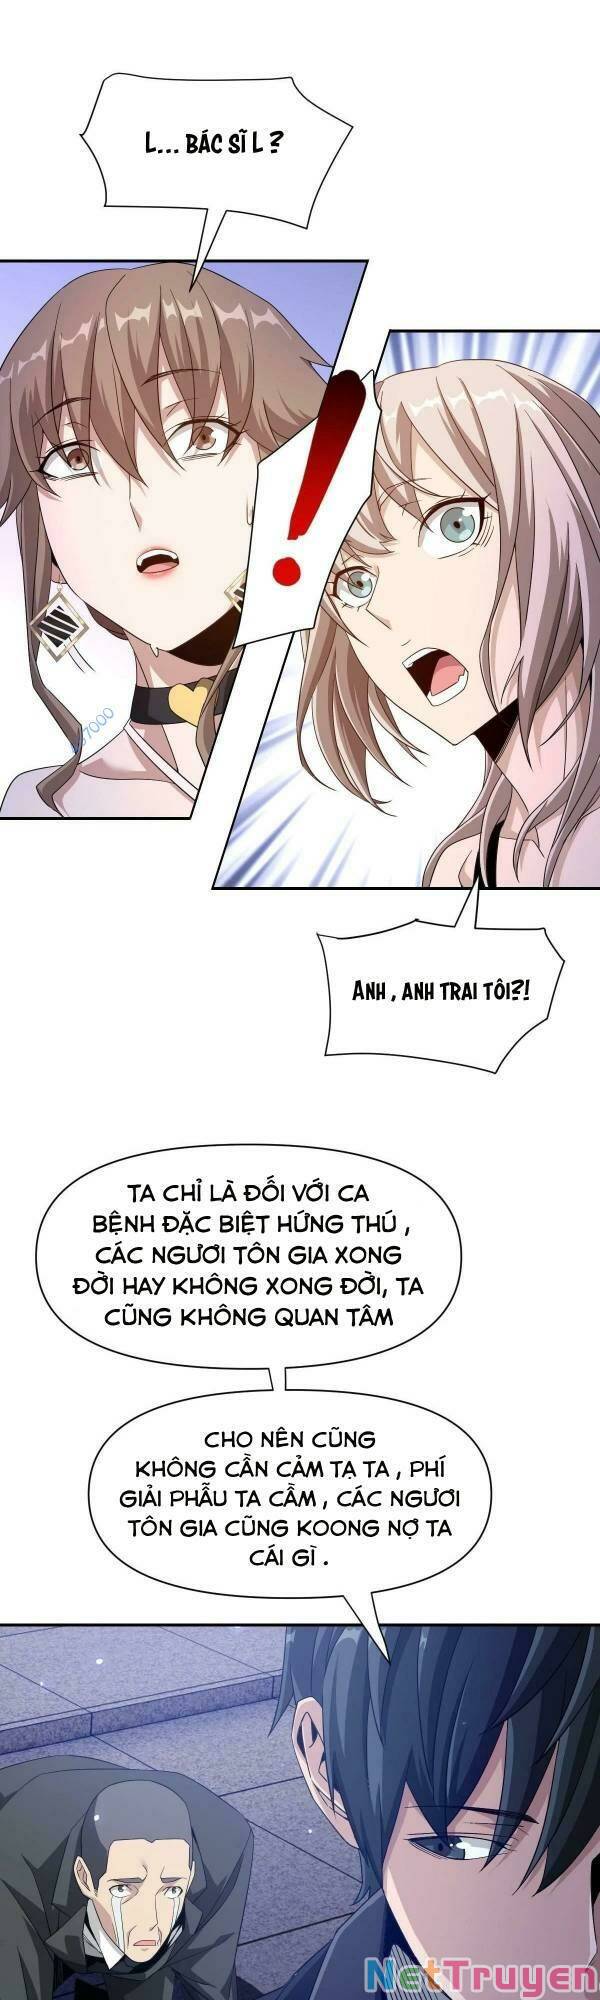 L... BÁC SĨ L?
!
437000
ANH, ANH TRAI TÔI?!
TA CHỈ LÀ ĐỐI VỚI CA
BỆNH ĐẶC BIỆT HỨNG THÚ,
CÁC NGƯƠI TÔN GIA XONG
ĐỜI HAY KHÔNG XONG ĐỜI, TA
CŨNG KHÔNG QUAN TÂM
CHO NÊN CŨNG
KHÔNG CẦN CẢM TẠ TA, PHÍ
GIẢI PHẪU TA CẦM, CÁC NGƯƠI
TÔN GIA CŨNG KOONG NỢ TA
CÁI GÌ.
NetTruyen